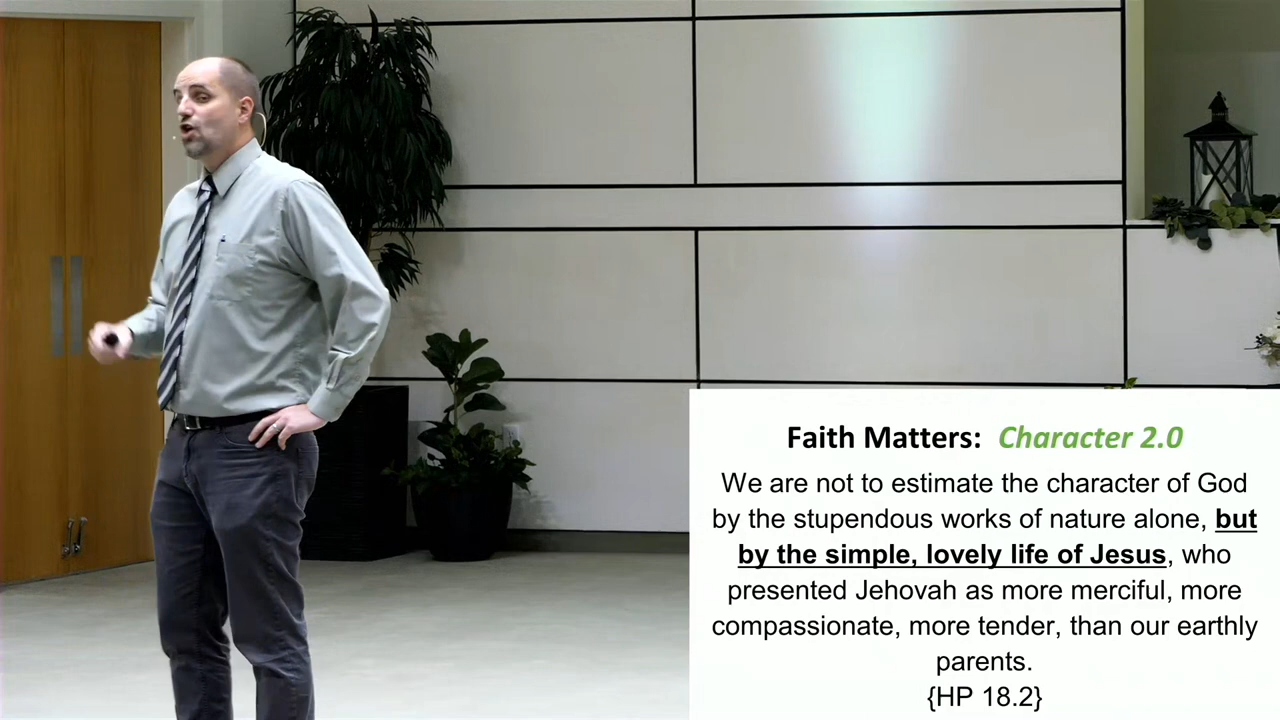 Faith Matters: Character 2.0
We are not to estimate the character of God
by the stupendous works of nature alone, but
by the simple, lovely life of Jesus, who
presented Jehovah as more merciful, more
compassionate, more tender, than our earthly
parents.
{HP 18.2}